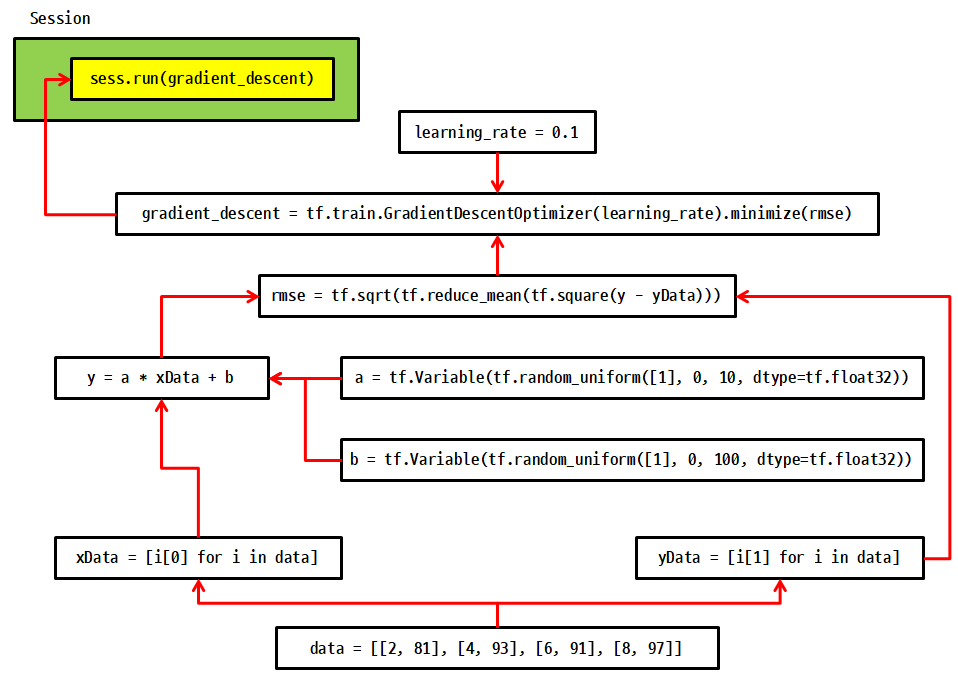 Session
sess.run(gradient_descent)
learning_rate = 0.1
gradient_descent = tf.train.GradientDescentOptimizer(learning_rate).minimize(rmse)
rmse = tf.sqrt(tf.reduce_mean(tf.square(y - yData)))
y = a * xData + b
a = tf.Variable(tf.random_uniform([1], 0, 10, dtype=tf.float32))
b = tf.Variable(tf.random_uniform([1], 0, 100, dtype=tf.float32))
xData = [i[0] for i in data]
yData = [i[1] for i in data]
data = [[2, 81], [4, 93], [6, 91], [8, 97]]